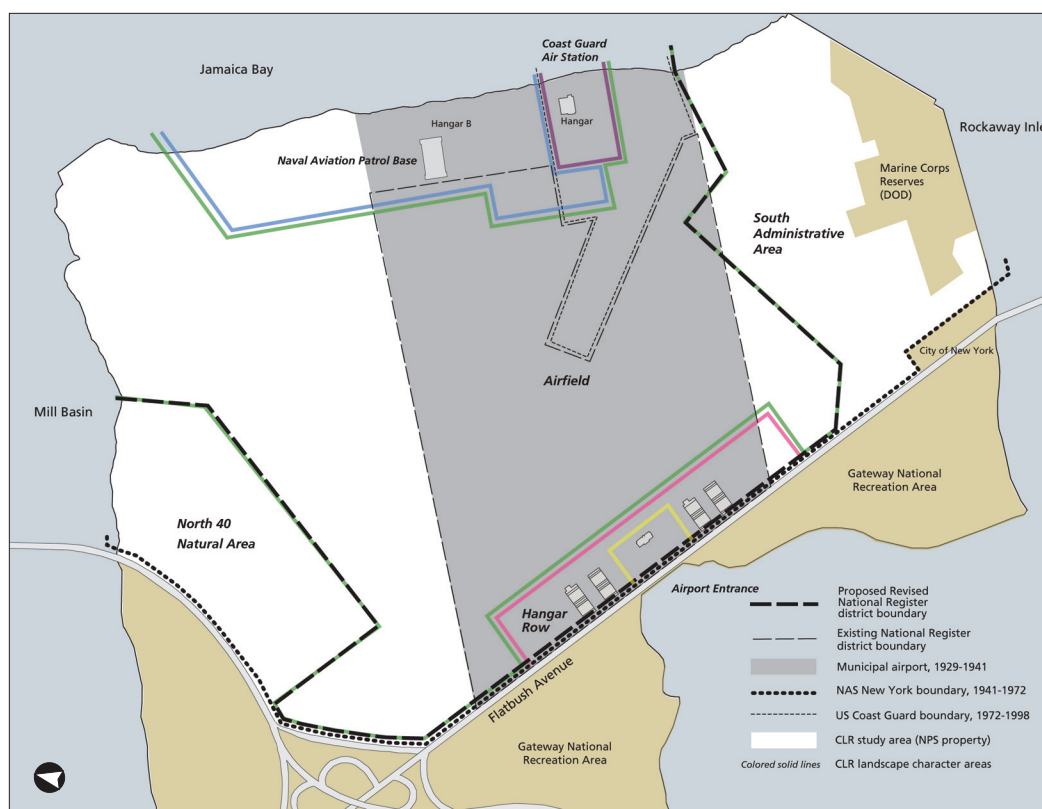 Coast Guard
Air Station
Jamaica Bay
Hangar B
Hangar
Rockaway Inle
Naval Aviation Patrol Base
Marine Corps
Reserves
(DOD)
South
Administrative
Area
City of New York
Airfield
Mill Basin
Gateway National
Recreation Area
North 40
Natural Area
Airport Entrance
Hangar
Row
Flatbush Avenue
Gateway National
Recreation Area
Proposed Revised
National Register
district boundary
Existing National Register
district boundary
Municipal airport, 1929-1941
NAS New York boundary, 1941-1972
US Coast Guard boundary, 1972-1998
CLR study area (NPS property)
Colored solid lines CLR landscape character areas